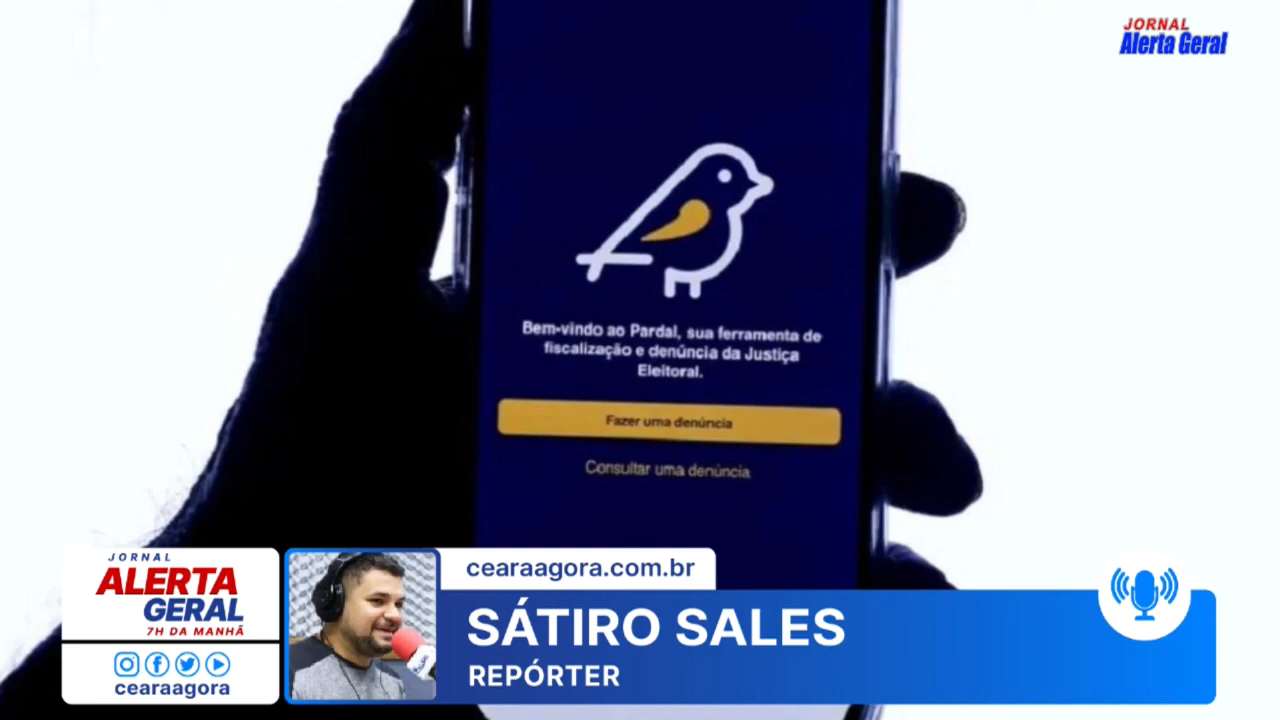 JORNAL
Alerta Geral
Bem-vindo ao Pardal, sua ferramenta de
fiscalização e denúncia da Justiça
Eleitoral.
Fazer uma denúncia
Consultar uma denúncia
JORNAL
ALERTA
GERAL
7H DA MANHÃ
cearaagora
cearaagora.com.br
SÁTIRO SALES
REPÓRTER